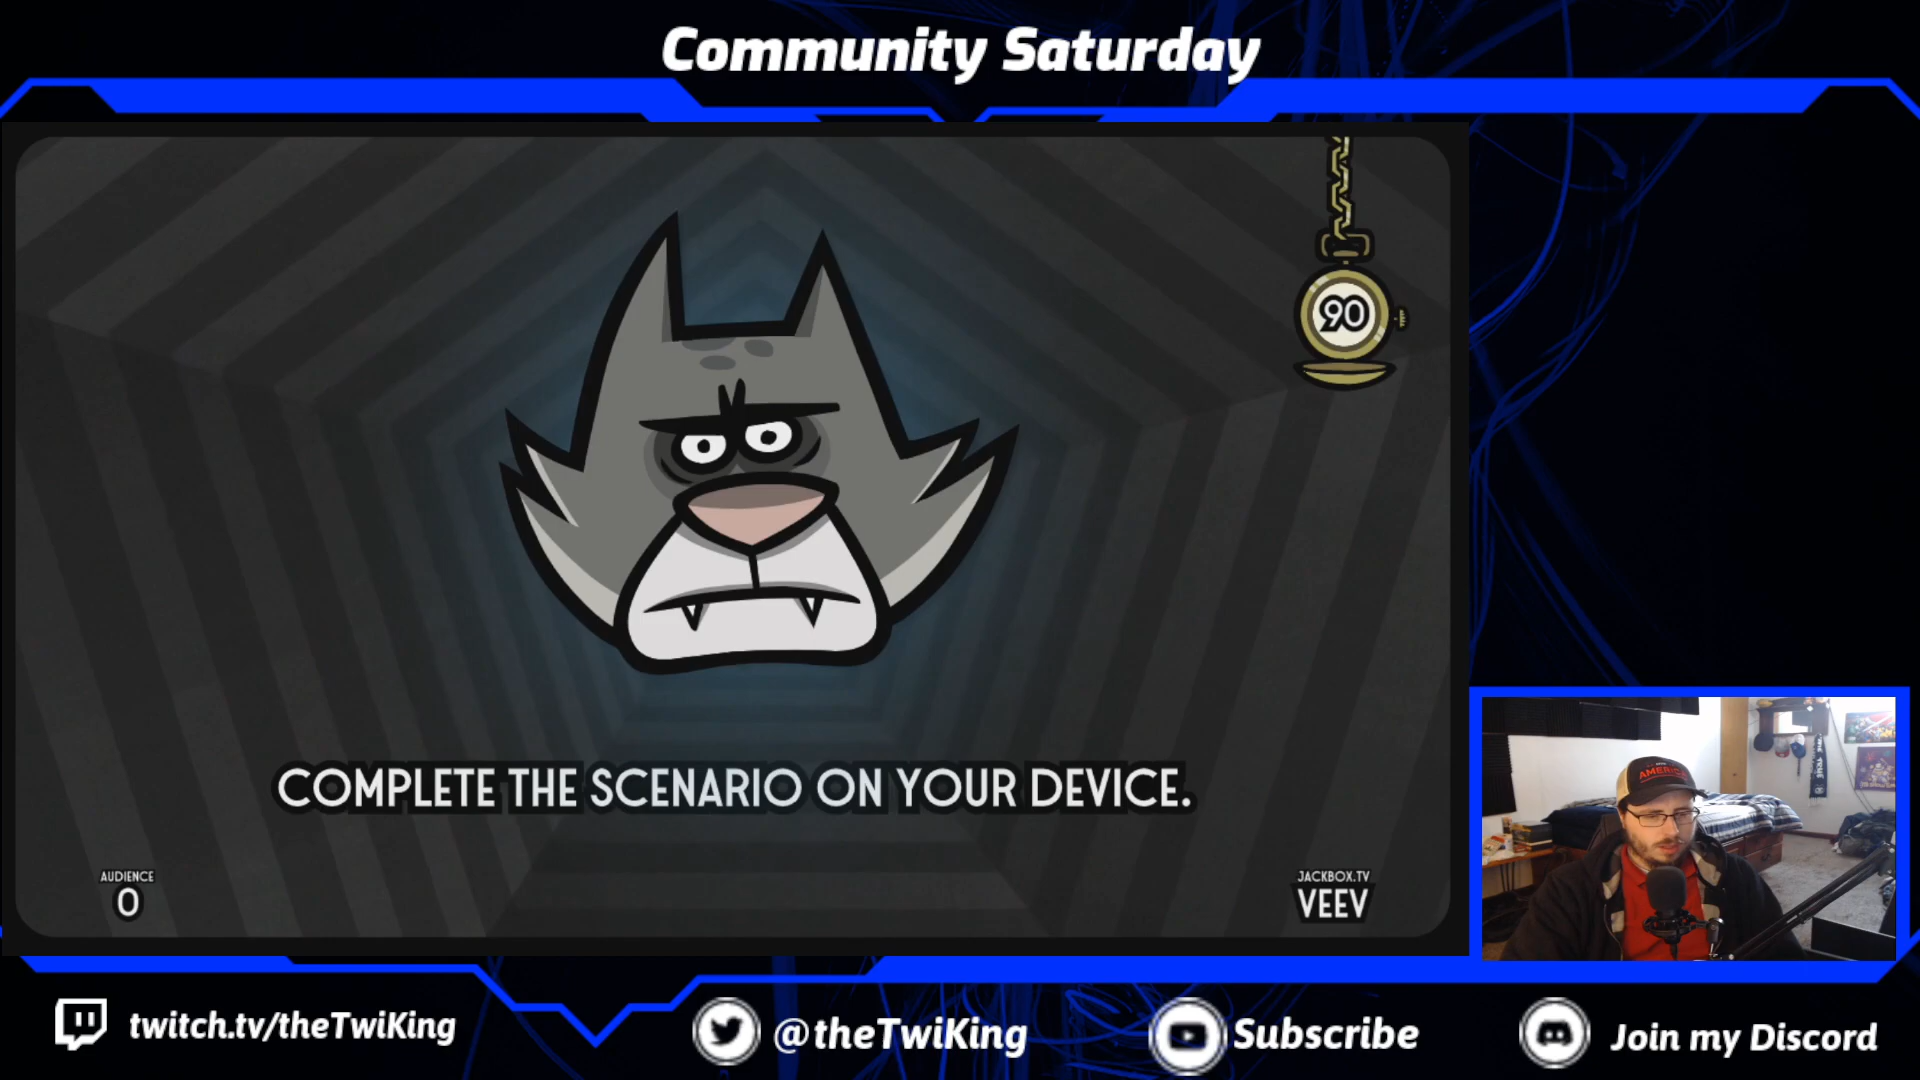 Community Saturday
90
COMPLETE THE SCENARIO ON YOUR DEVICE.
AUDIENCE
0
JACKBOX.TV
VEEV
AMERICA
twitch.tv/theTwiKing
@theTwiKing
Subscribe
Join my Discord